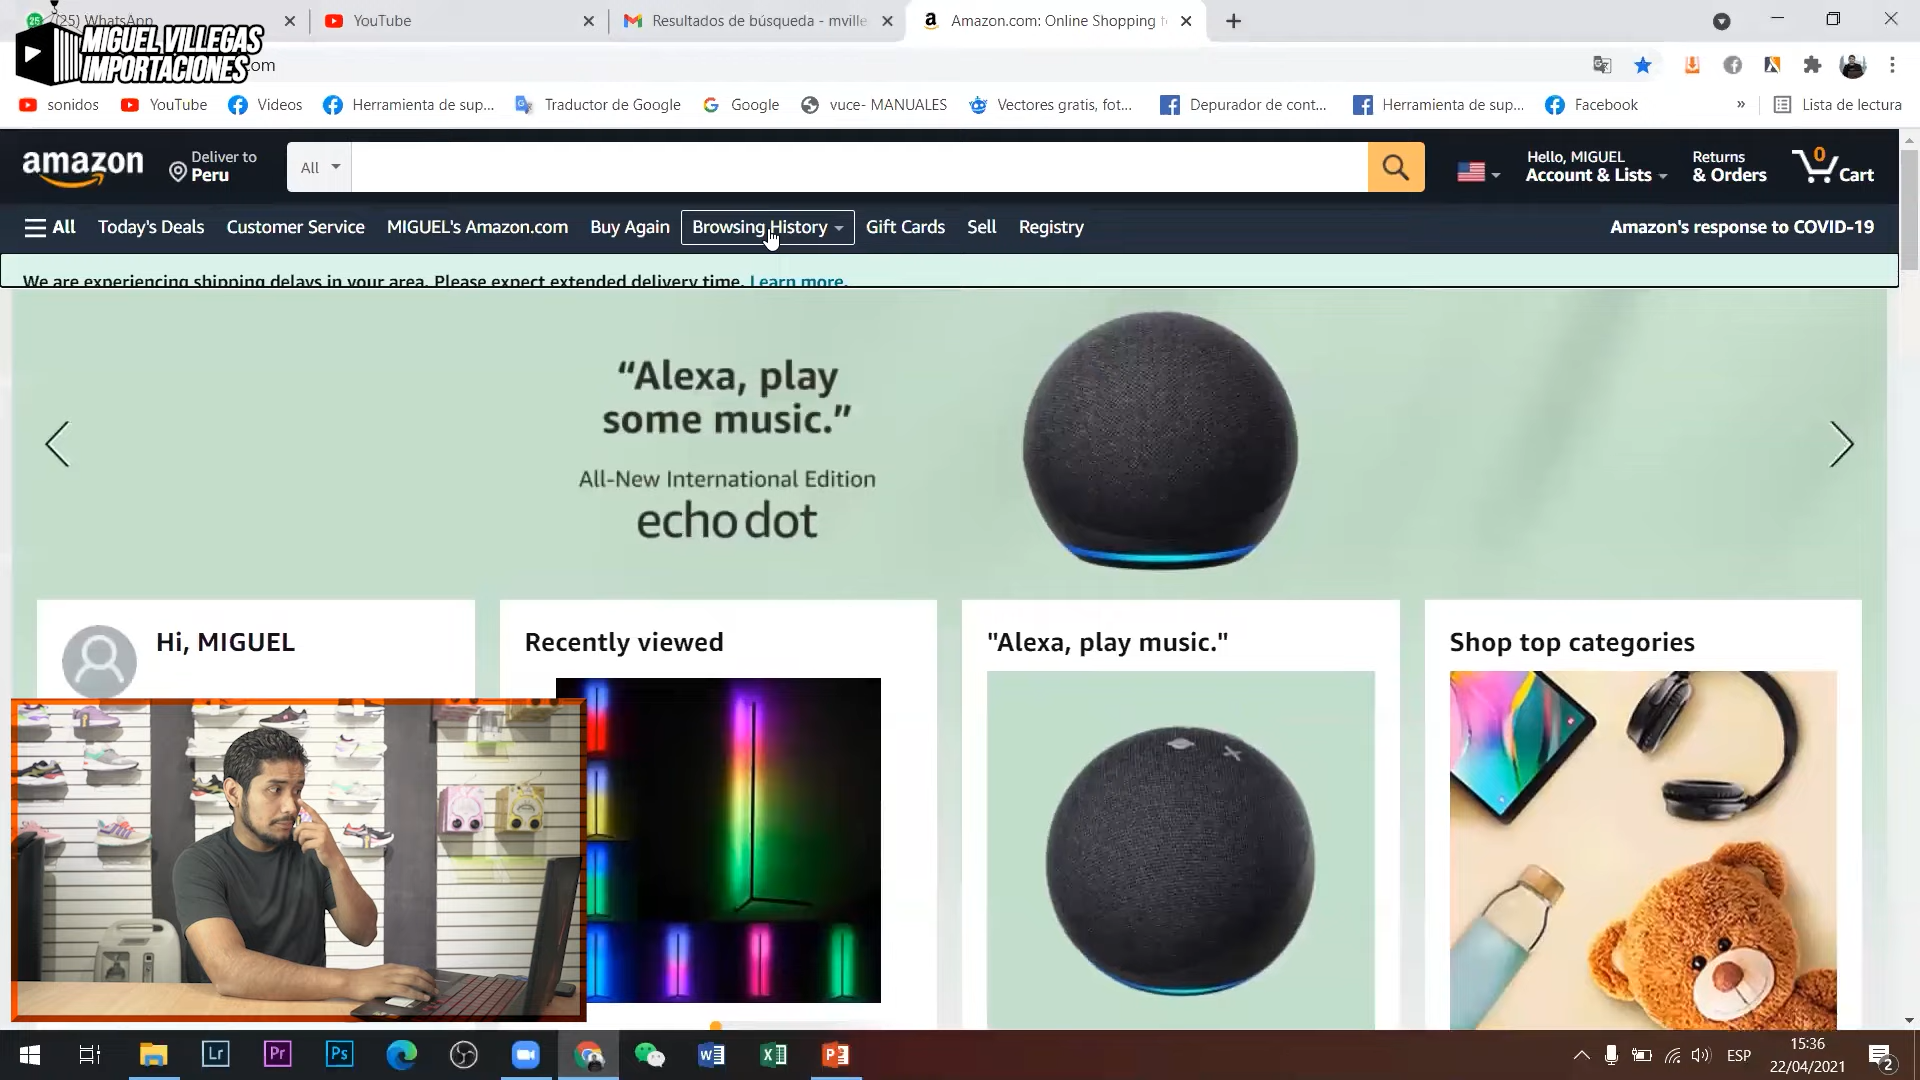 (25) WhatsApp
YouTube
Resultados de búsqueda - mville
Amazon.com: Online Shopping t
MIGUEL VILLEGAS
IMPORTACIONES
om
sonidos
YouTube
Videos
Herramienta de sup...
Traductor de Google
Google
vuce- MANUALES
Vectores gratis, fot...
Depurador de cont...
Herramienta de sup...
Facebook
»
Lista de lectura
amazon
Deliver to
Peru
All
Hello, MIGUEL
Account & Lists
Returns
& Orders
0
Cart
All
Today's Deals
Customer Service
MIGUEL's Amazon.com
Buy Again
Browsing History
Gift Cards
Sell
Registry
Amazon's response to COVID-19
We are experiencing shipping delays in your area. Please expect extended delivery time. Learn more.
“Alexa, play
some music.”
All-New International Edition
echo dot
Hi, MIGUEL
Recently viewed
"Alexa, play music."
Shop top categories
Lr
Pr
Ps
ESP
15:36
22/04/2021
2